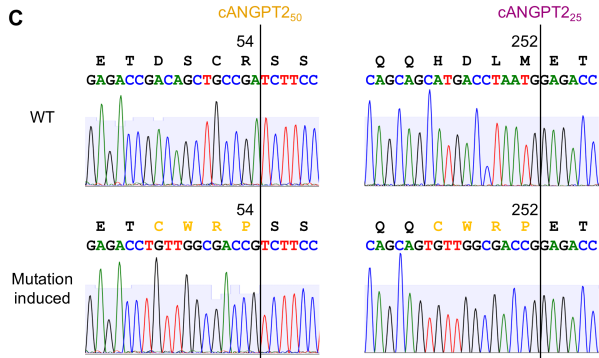 C
cANGPT250
cANGPT225
54
252
E T D S C R S S
Q Q H D L M E T
GAGACCGACAGCTGCCGATCTTCC
CAGCAGCATGACCTAATGGAGACC
WT
54
252
E T C W R P S S
Q Q C W R P E T
GAGACCTGTTGGCGACCGTCTTCC
CAGCAGTGTTGGCGACCGGAGACC
Mutation
induced